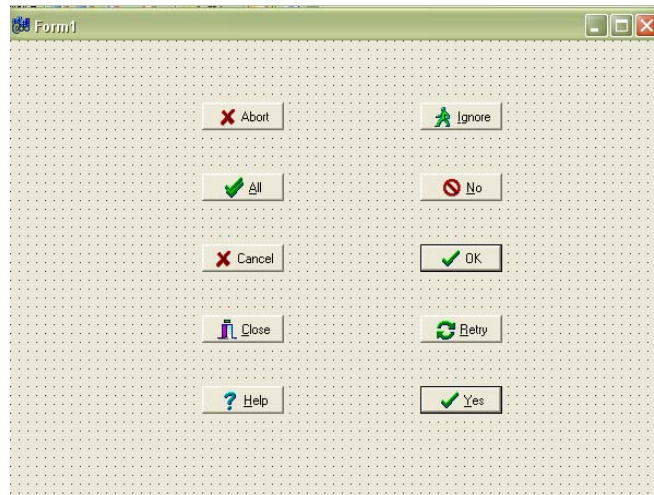 Form1
Abort
Ignore
All
No
Cancel
OK
Close
Retry
Help
Yes